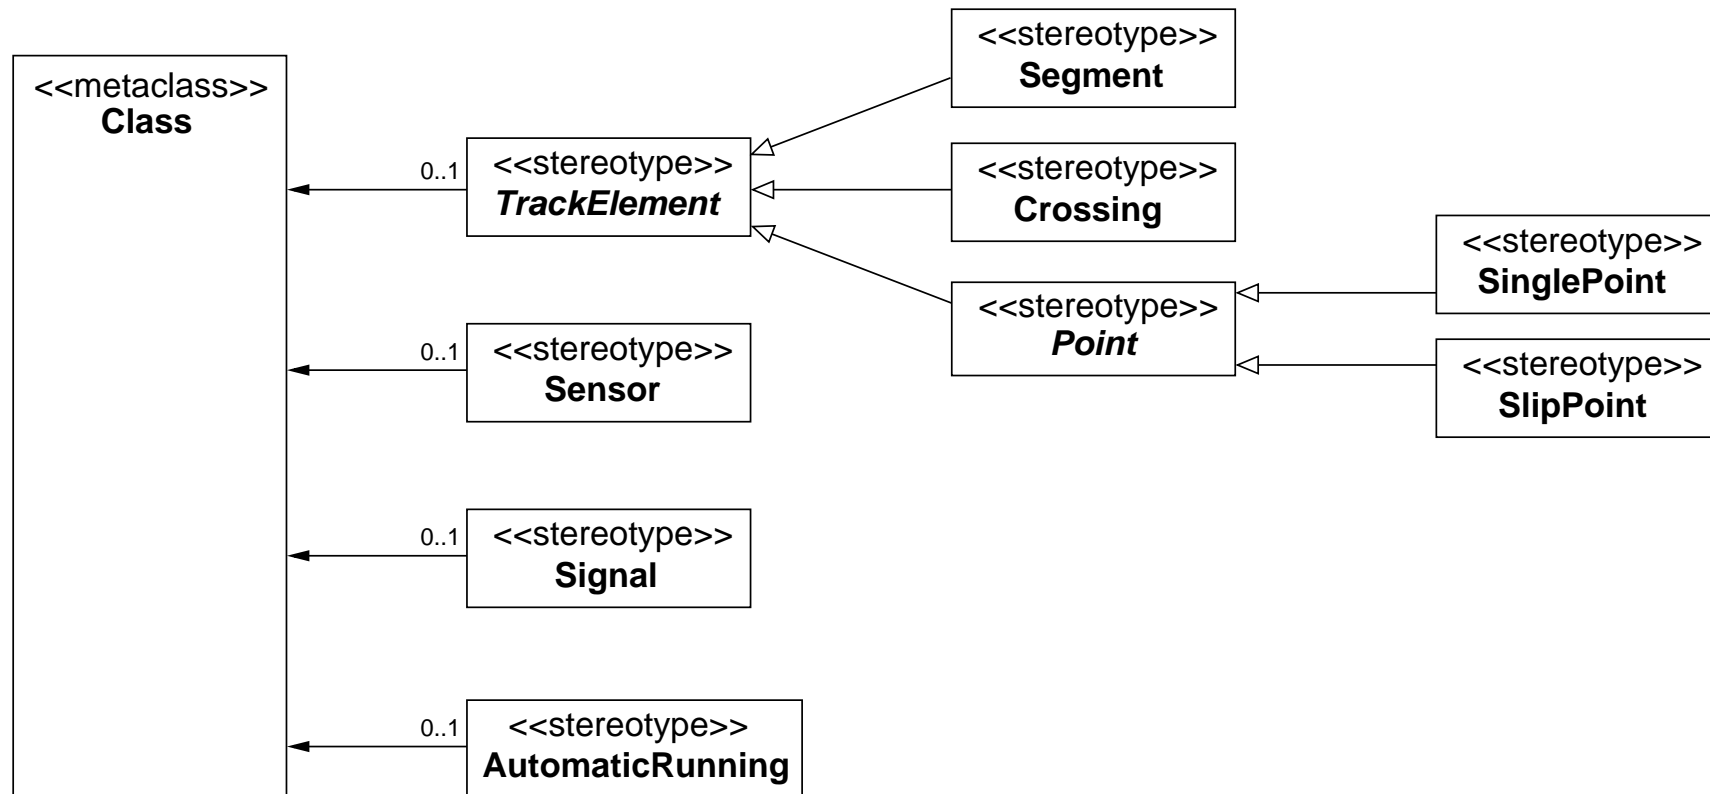 <<metaclass>>
Class
0..1
<<stereotype>>
TrackElement
<<stereotype>>
Segment
<<stereotype>>
Crossing
<<stereotype>>
Point
<<stereotype>>
SinglePoint
<<stereotype>>
SlipPoint
0..1
<<stereotype>>
Sensor
0..1
<<stereotype>>
Signal
0..1
<<stereotype>>
AutomaticRunning